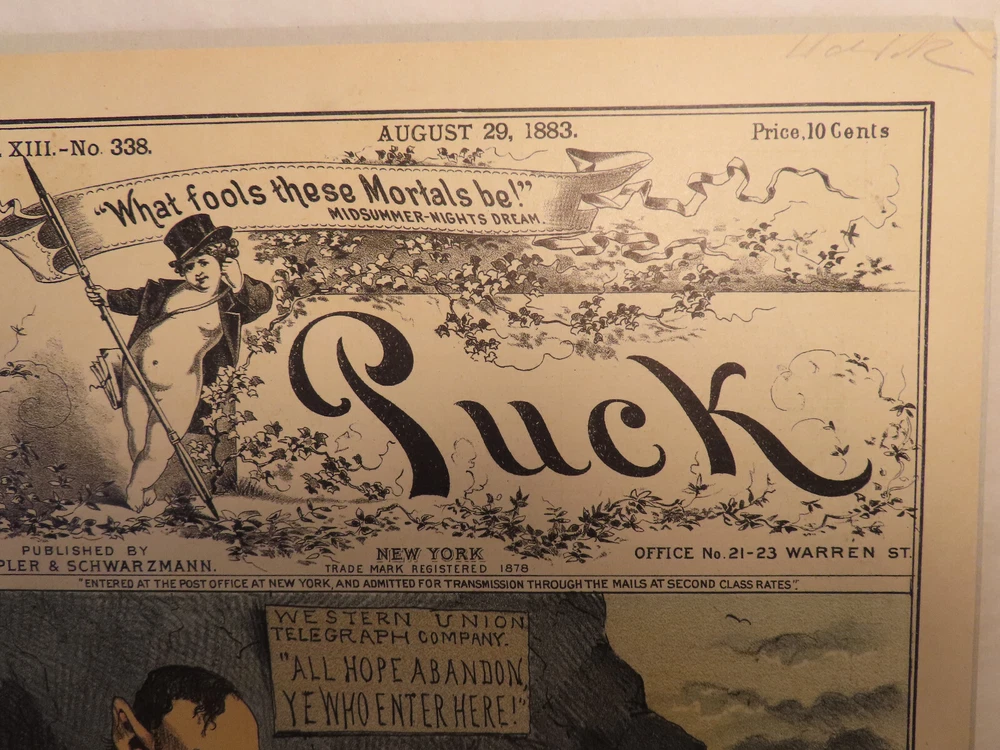 XIII.-No. 338.
AUGUST 29, 1883.
Price, 10 Cents
"What fools these Mortals be!"
MIDSUMMER-NIGHTS DREAM.
Puck
PUBLISHED BY
PLER & SCHWARZMANN.
NEW YORK
TRADE MARK REGISTERED 1878
OFFICE No. 21-23 WARREN ST.
"ENTERED AT THE POST OFFICE AT NEW YORK, AND ADMITTED FOR TRANSMISSION THROUGH THE MAILS AT SECOND CLASS RATES".
WESTERN UNION
TELEGRAPH COMPANY.
"ALL HOPE ABANDON,
YE WHO ENTER HERE!"